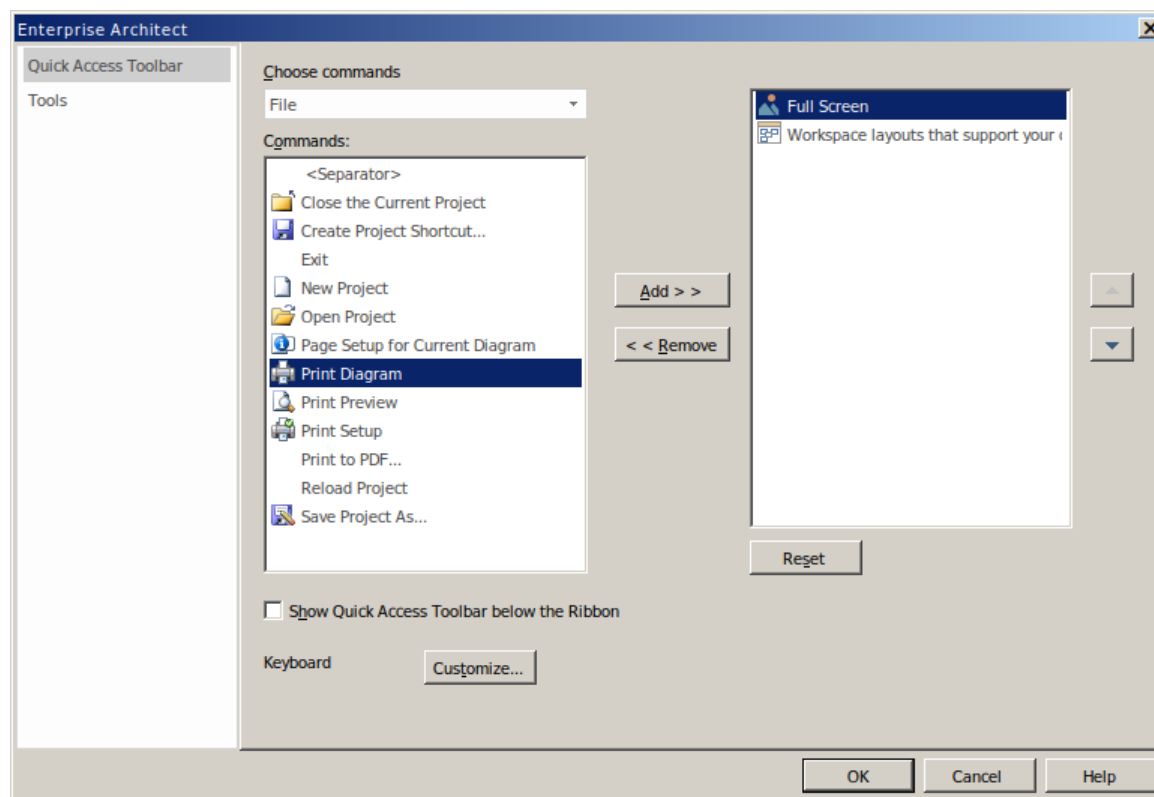 Enterprise Architect
Quick Access Toolbar
Tools
Choose commands
File
Commands:
<Separator>
Close the Current Project
Create Project Shortcut...
Exit
New Project
Open Project
Page Setup for Current Diagram
Print Diagram
Print Preview
Print Setup
Print to PDF...
Reload Project
Save Project As...
Add > >
< < Remove
Full Screen
Workspace layouts that support your
Reset
Show Quick Access Toolbar below the Ribbon
Keyboard
Customize...
OK
Cancel
Help